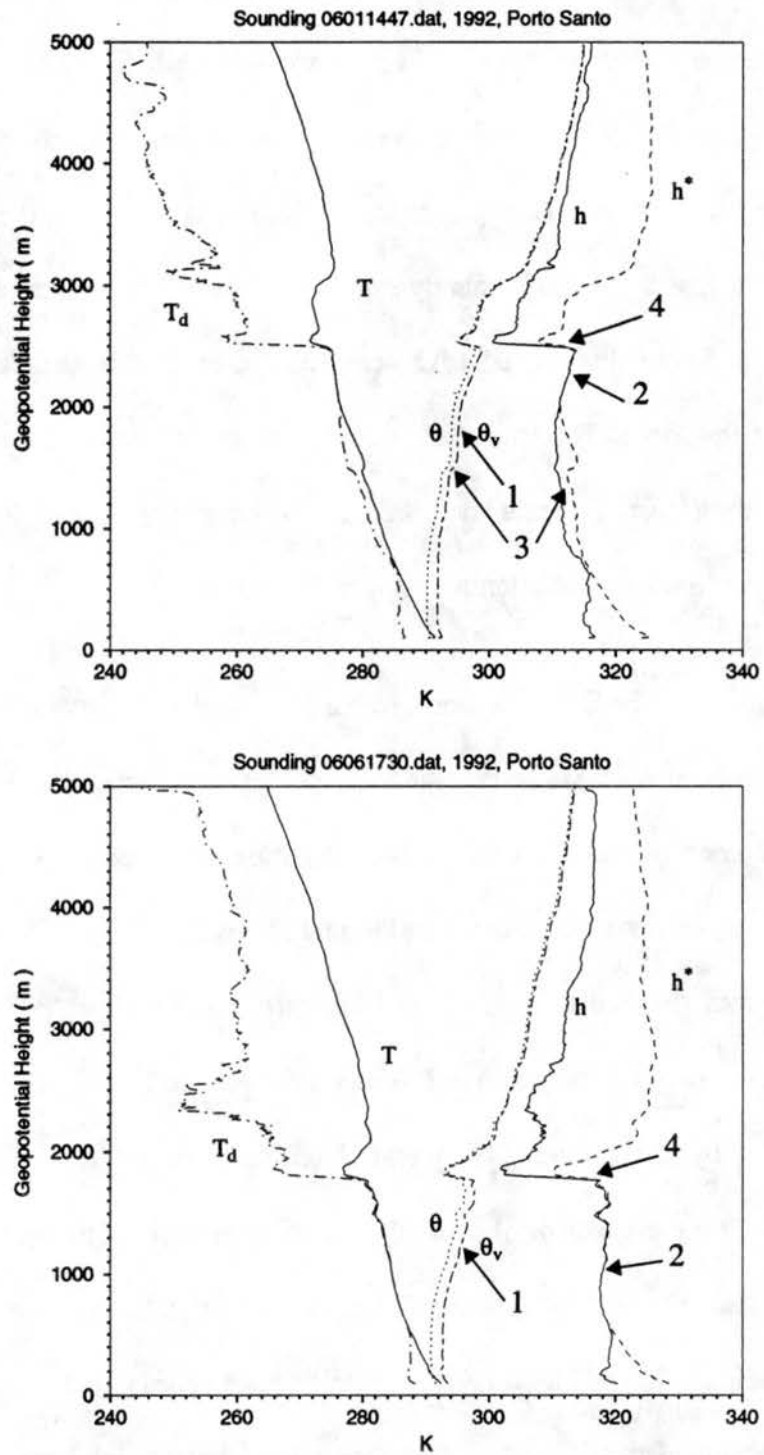 Sounding 06011447.dat, 1992, Porto Santo
5000
4000
3000
2000
1000
0
Geopotential Height ( m )
T_d
T
h
h*
4
2
θ
θ_v
1
3
240 260 280 300 320 340
K
Sounding 06061730.dat, 1992, Porto Santo
5000
4000
3000
2000
1000
0
Geopotential Height ( m )
T
h
h*
T_d
4
θ
θ_v
2
1
240 260 280 300 320 340
K